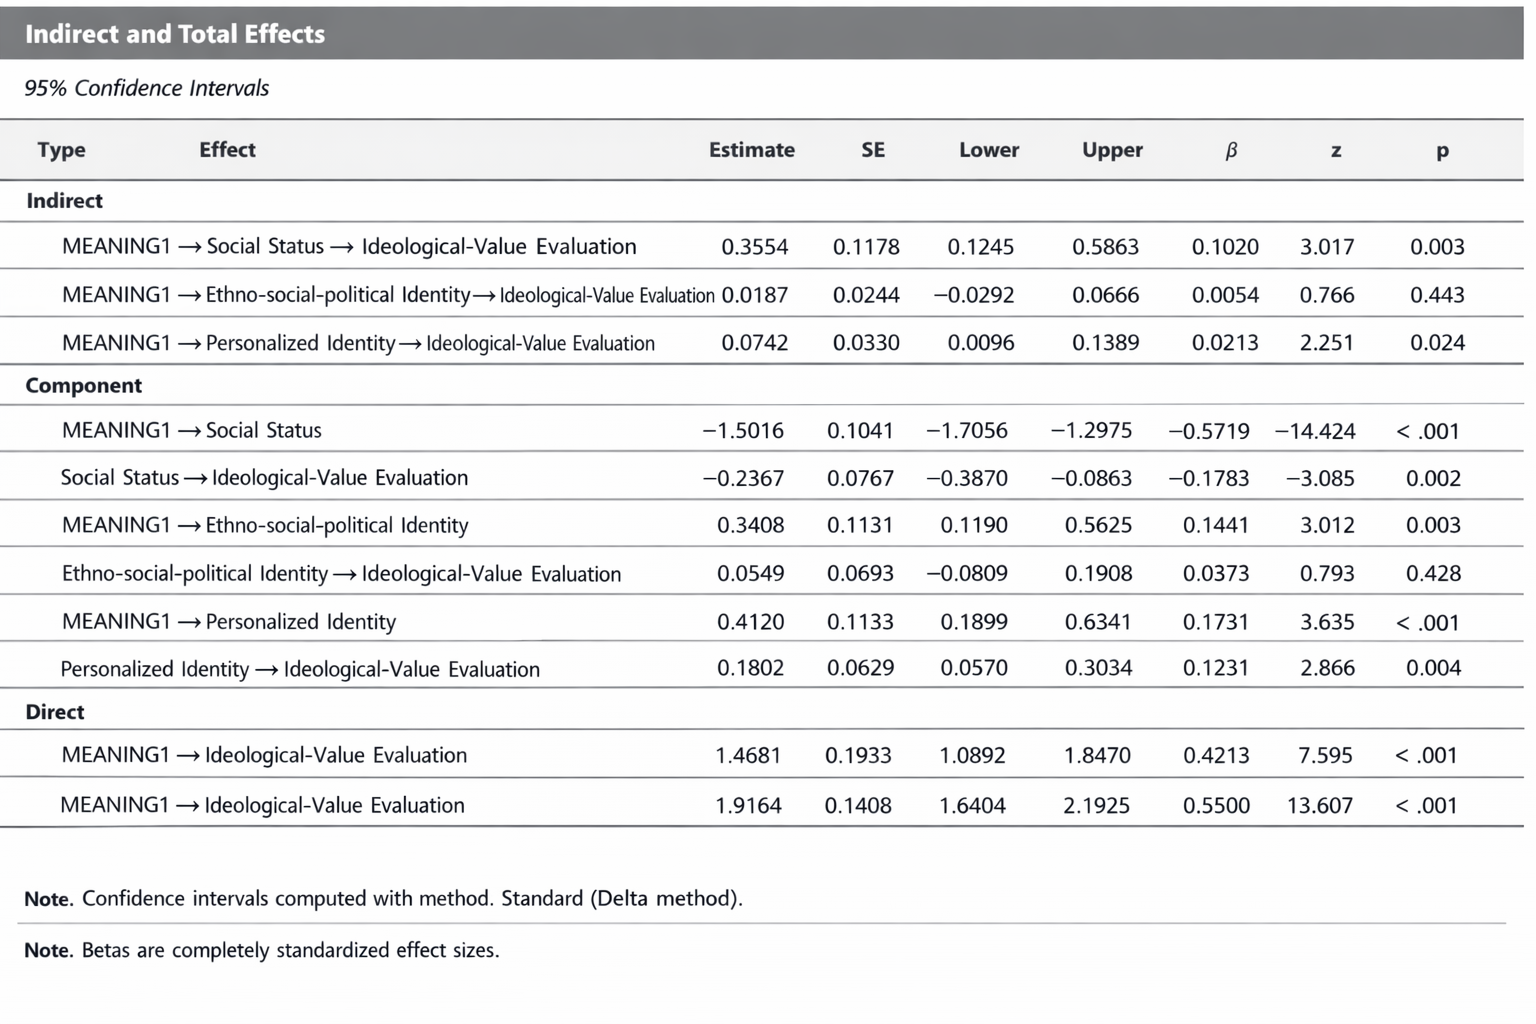 Indirect and Total Effects
95% Confidence Intervals
Type Effect Estimate SE Lower Upper β z p
Indirect
MEANING1 → Social Status → Ideological-Value Evaluation 0.3554 0.1178 0.1245 0.5863 0.1020 3.017 0.003
MEANING1 → Ethno-social-political Identity → Ideological-Value Evaluation 0.0187 0.0244 −0.0292 0.0666 0.0054 0.766 0.443
MEANING1 → Personalized Identity → Ideological-Value Evaluation 0.0742 0.0330 0.0096 0.1389 0.0213 2.251 0.024
Component
MEANING1 → Social Status −1.5016 0.1041 −1.7056 −1.2975 −0.5719 −14.424 < .001
Social Status → Ideological-Value Evaluation −0.2367 0.0767 −0.3870 −0.0863 −0.1783 −3.085 0.002
MEANING1 → Ethno-social-political Identity 0.3408 0.1131 0.1190 0.5625 0.1441 3.012 0.003
Ethno-social-political Identity → Ideological-Value Evaluation 0.0549 0.0693 −0.0809 0.1908 0.0373 0.793 0.428
MEANING1 → Personalized Identity 0.4120 0.1133 0.1899 0.6341 0.1731 3.635 < .001
Personalized Identity → Ideological-Value Evaluation 0.1802 0.0629 0.0570 0.3034 0.1231 2.866 0.004
Direct
MEANING1 → Ideological-Value Evaluation 1.4681 0.1933 1.0892 1.8470 0.4213 7.595 < .001
MEANING1 → Ideological-Value Evaluation 1.9164 0.1408 1.6404 2.1925 0.5500 13.607 < .001
Note. Confidence intervals computed with method. Standard (Delta method).
Note. Betas are completely standardized effect sizes.